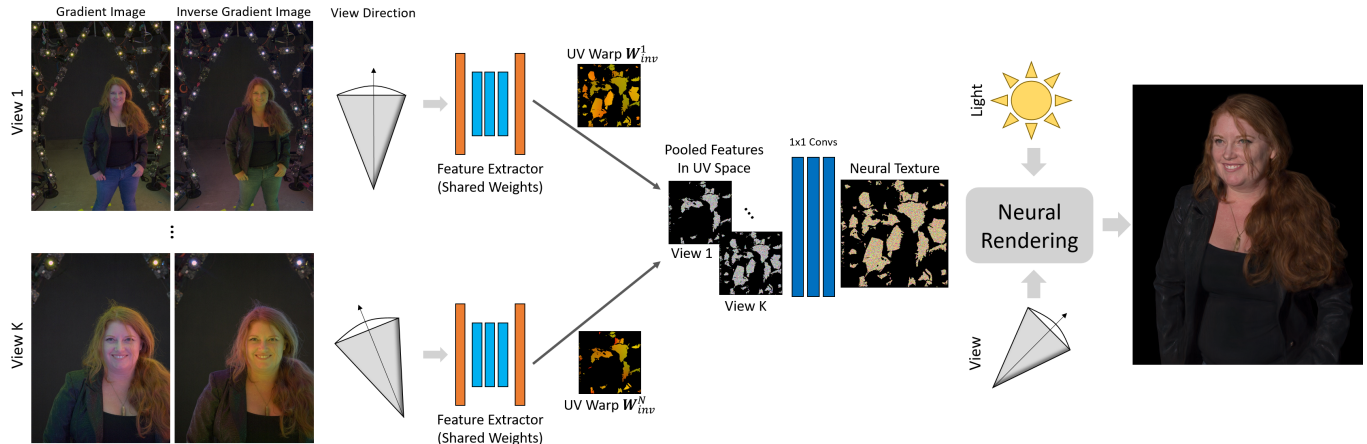 Gradient Image
Inverse Gradient Image
View Direction
View 1
Feature Extractor
(Shared Weights)
UV Warp W¹inv
⋮
View K
Feature Extractor
(Shared Weights)
UV Warp Wᴺinv
Pooled Features
In UV Space
View 1
View K
1x1 Convs
Neural Texture
Light
Neural
Rendering
View